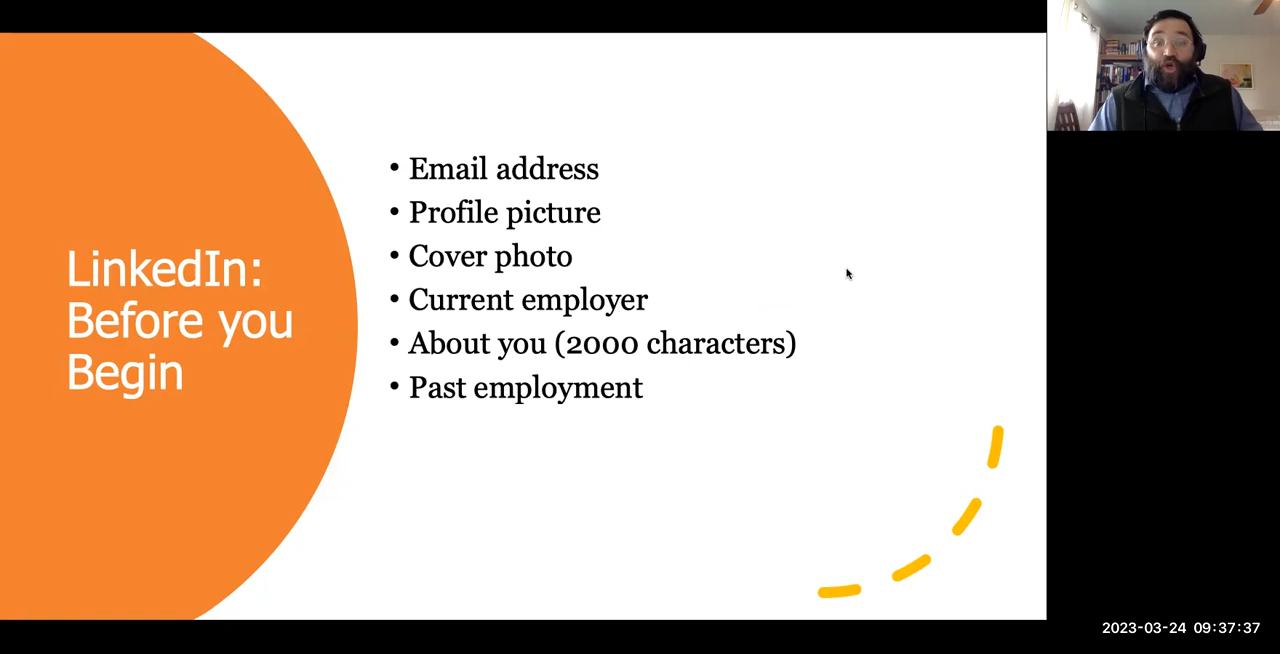 LinkedIn:
Before you
Begin
• Email address
• Profile picture
• Cover photo
• Current employer
• About you (2000 characters)
• Past employment
2023-03-24 09:37:37